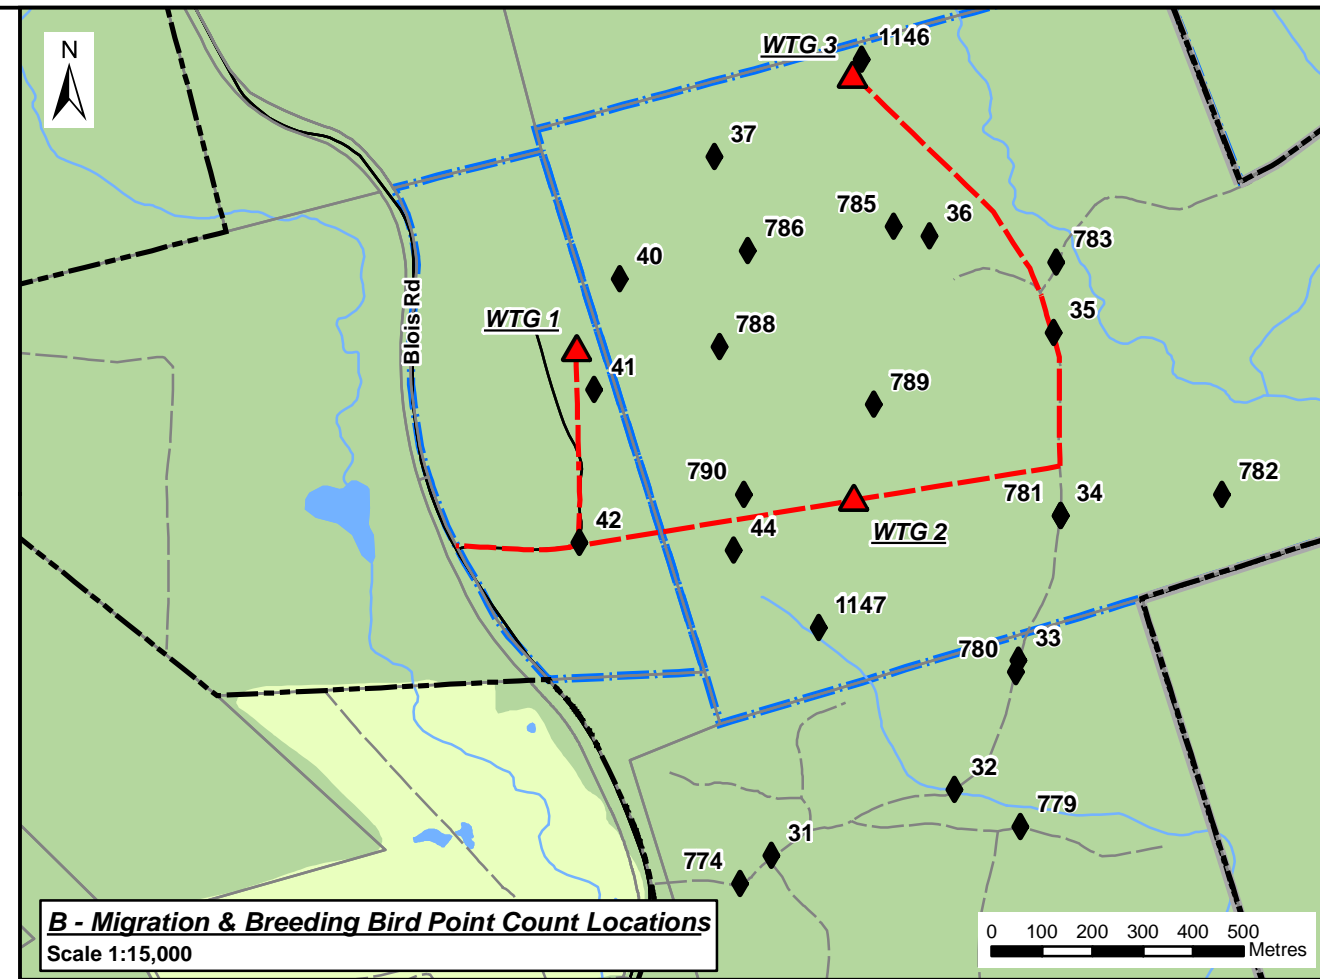 N
WTG 3
1146
37
785
36
786
783
40
35
WTG 1
788
41
789
Blois Rd
790
782
781
34
42
WTG 2
44
1147
780
33
32
779
31
774
B - Migration & Breeding Bird Point Count Locations
Scale 1:15,000
0 100 200 300 400 500
Metres